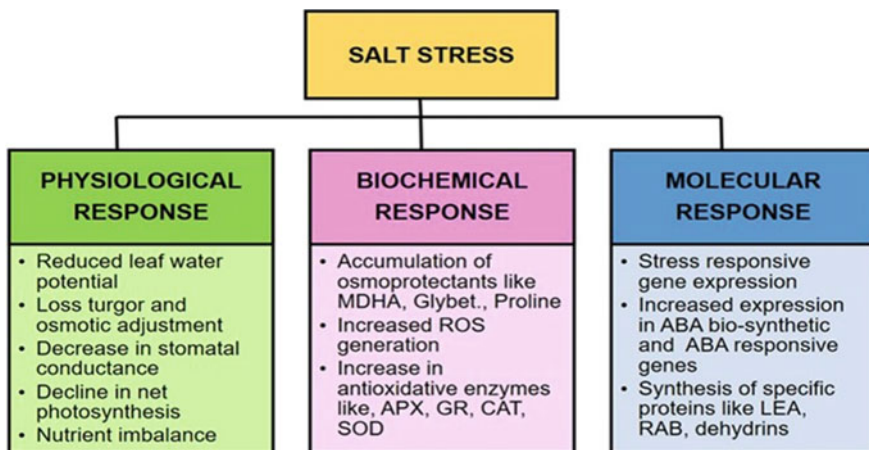 SALT STRESS
PHYSIOLOGICAL
RESPONSE
• Reduced leaf water
potential
• Loss turgor and
osmotic adjustment
• Decrease in stomatal
conductance
• Decline in net
photosynthesis
• Nutrient imbalance
BIOCHEMICAL
RESPONSE
• Accumulation of
osmoprotectants like
MDHA, Glybet., Proline
• Increased ROS
generation
• Increase in
antioxidative enzymes
like, APX, GR, CAT,
SOD
MOLECULAR
RESPONSE
• Stress responsive
gene expression
• Increased expression
in ABA bio-synthetic
and ABA responsive
genes
• Synthesis of specific
proteins like LEA,
RAB, dehydrins